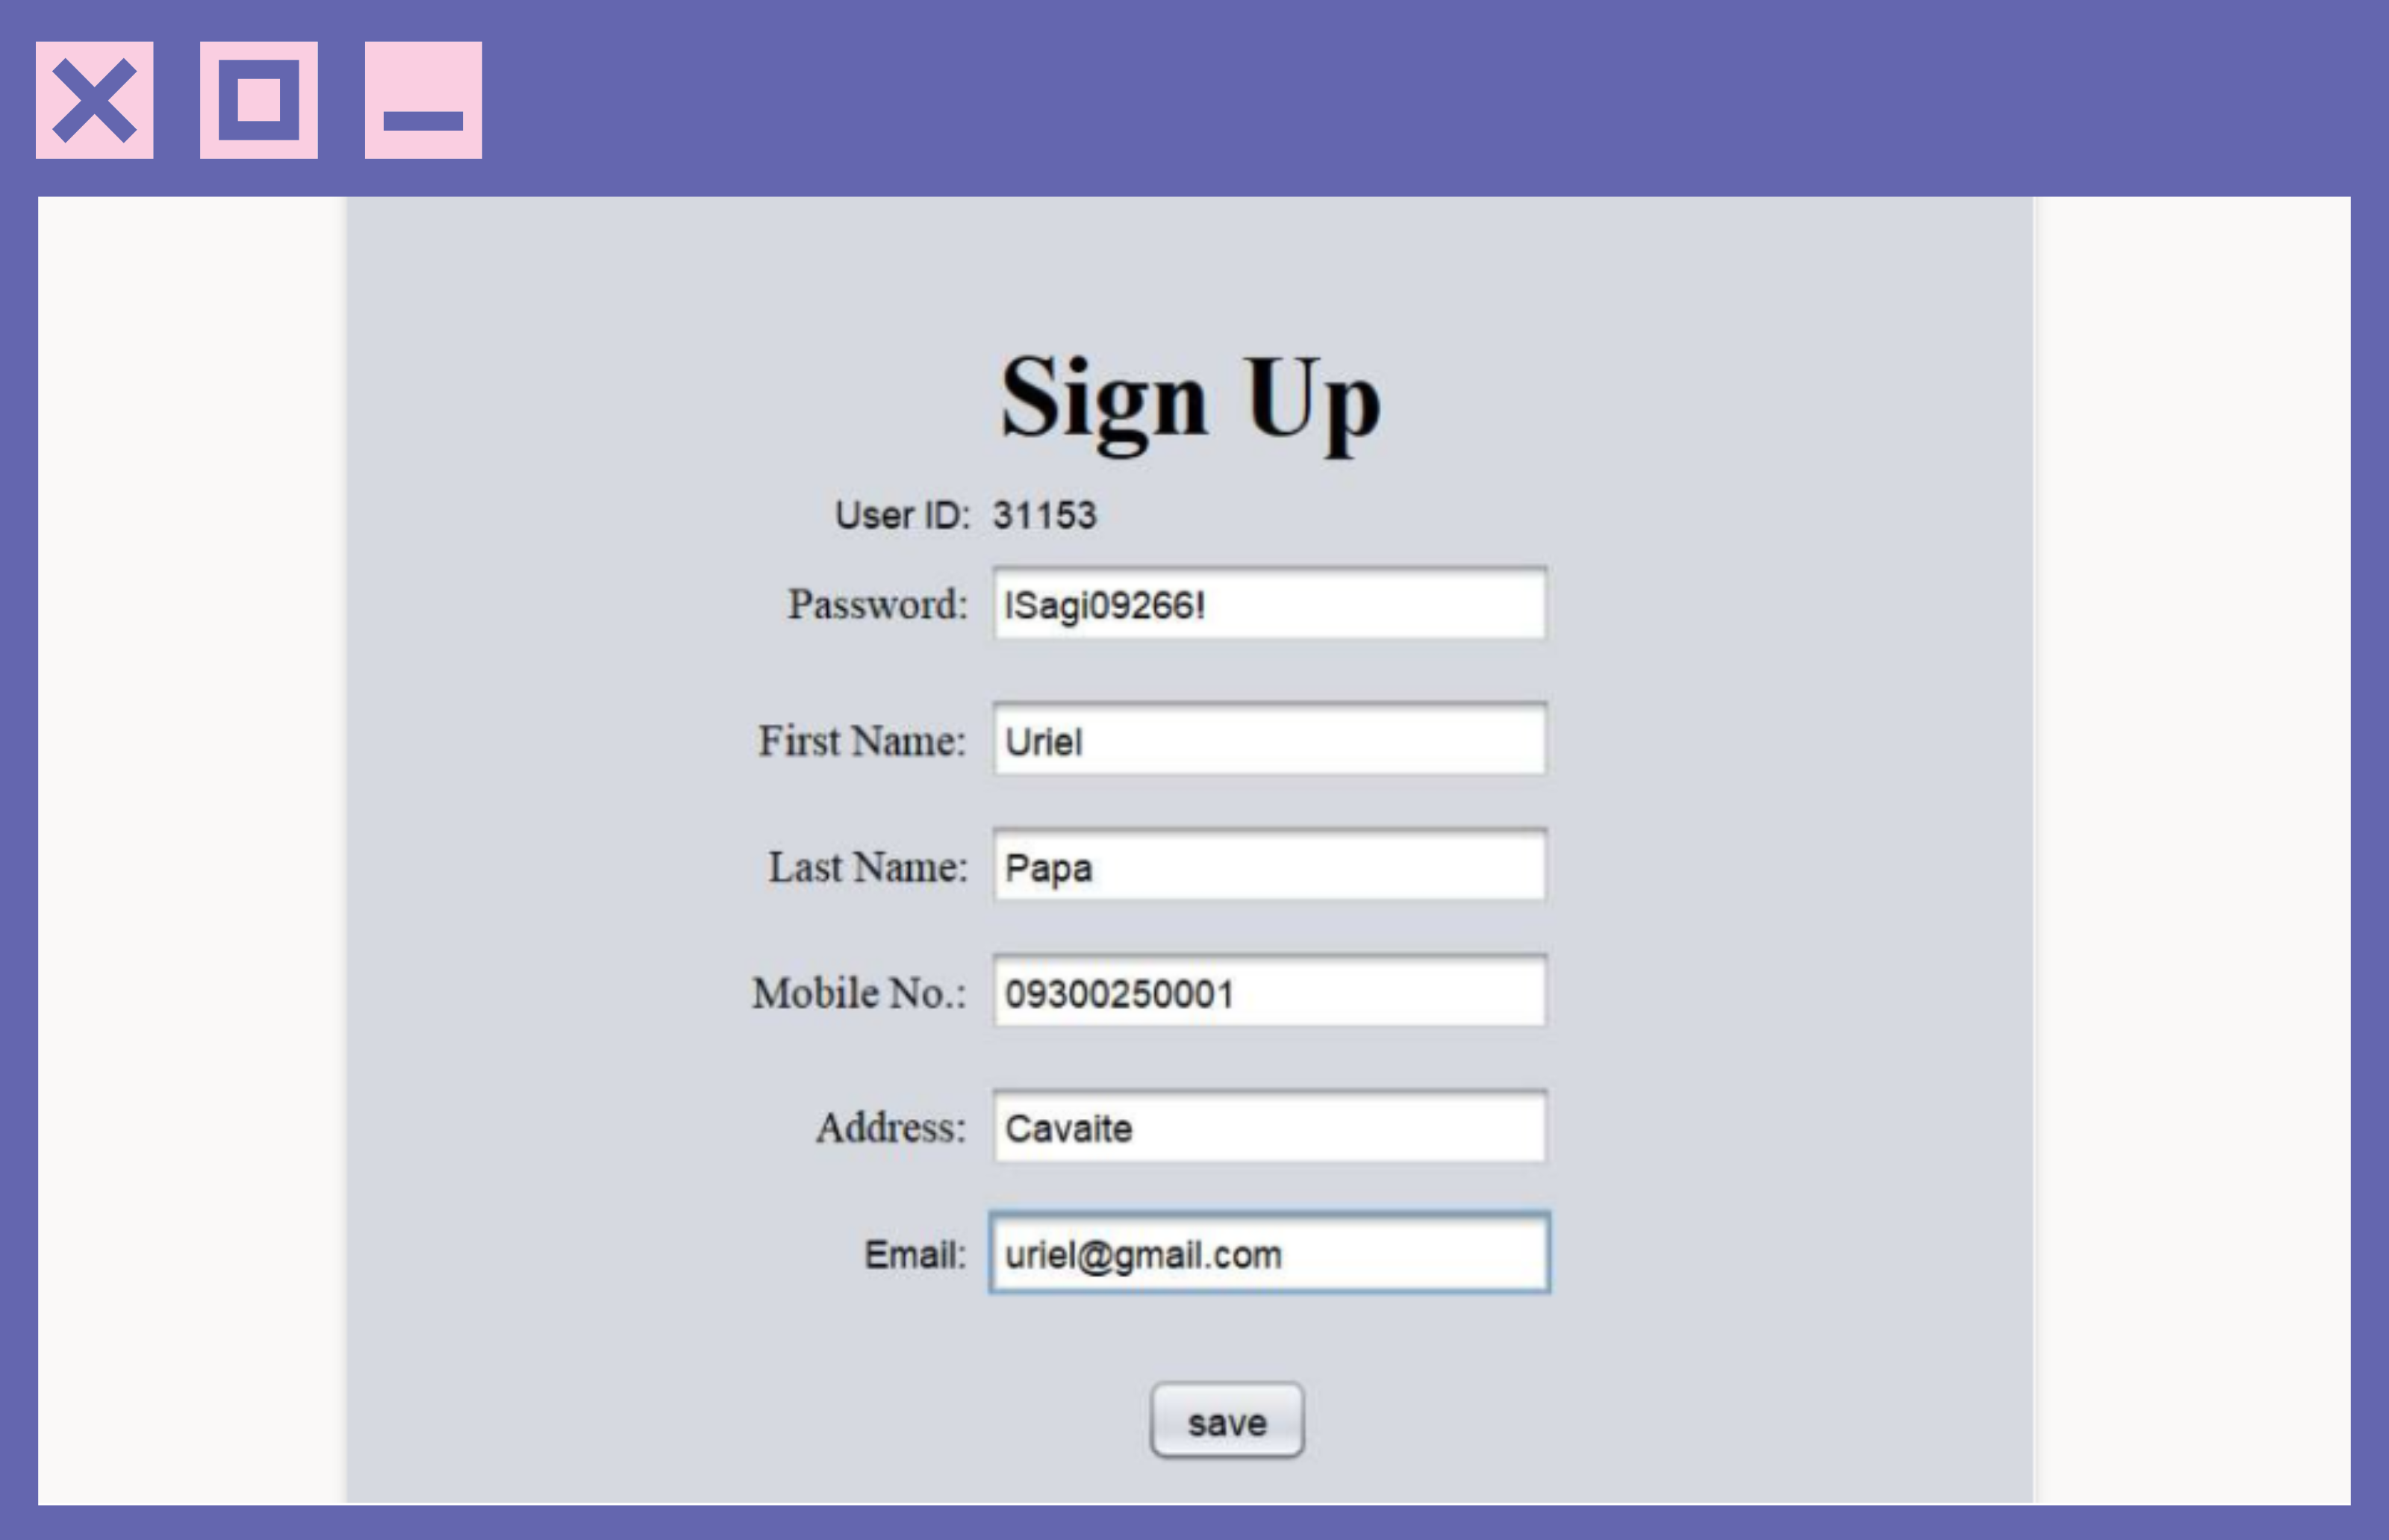 Sign Up
User ID: 31153
Password: ISagi09266!
First Name: Uriel
Last Name: Papa
Mobile No.: 09300250001
Address: Cavaite
Email: uriel@gmail.com
save